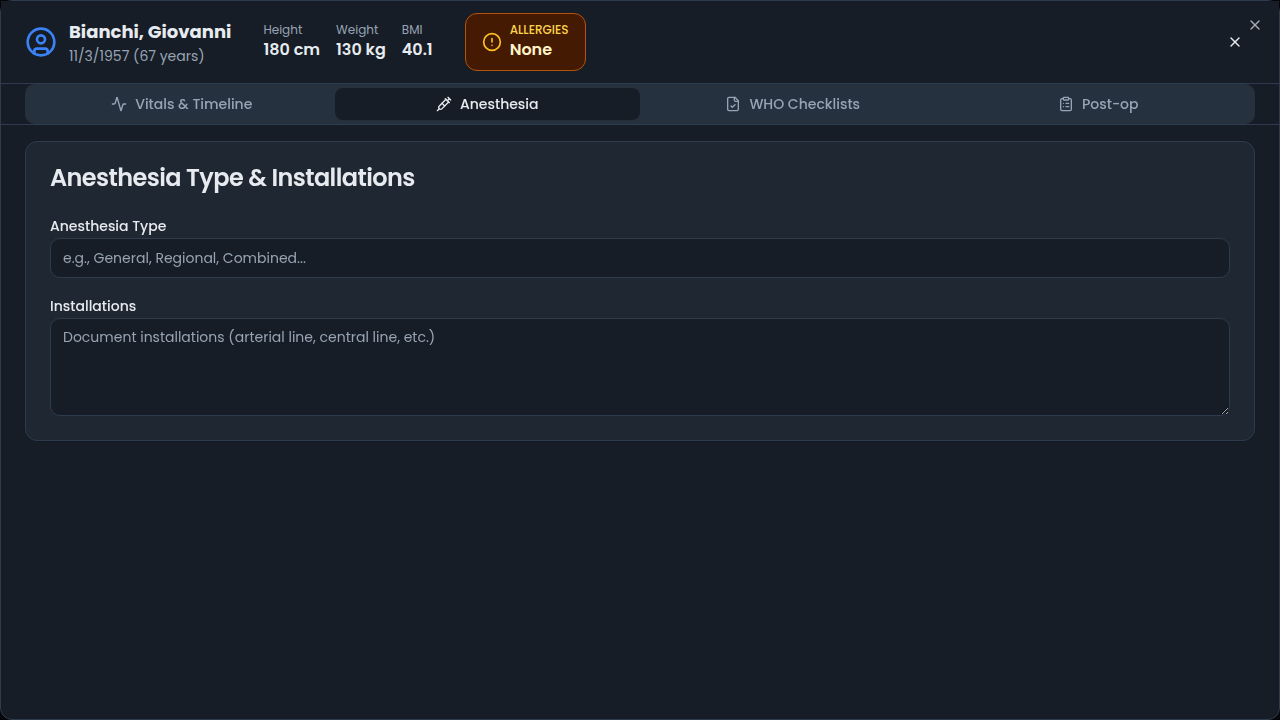 Bianchi, Giovanni
11/3/1957 (67 years)
Height
180 cm
Weight
130 kg
BMI
40.1
ALLERGIES
None
Vitals & Timeline
Anesthesia
WHO Checklists
Post-op
Anesthesia Type & Installations
Anesthesia Type
e.g., General, Regional, Combined...
Installations
Document installations (arterial line, central line, etc.)